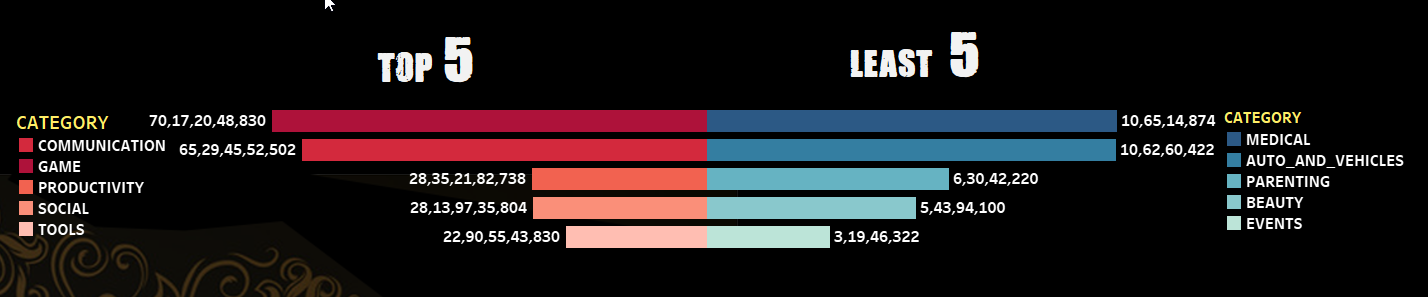 TOP 5
LEAST 5
CATEGORY
COMMUNICATION
GAME
PRODUCTIVITY
SOCIAL
TOOLS
70,17,20,48,830
65,29,45,52,502
28,35,21,82,738
28,13,97,35,804
22,90,55,43,830
10,65,14,874
10,62,60,422
6,30,42,220
5,43,94,100
3,19,46,322
CATEGORY
MEDICAL
AUTO_AND_VEHICLES
PARENTING
BEAUTY
EVENTS